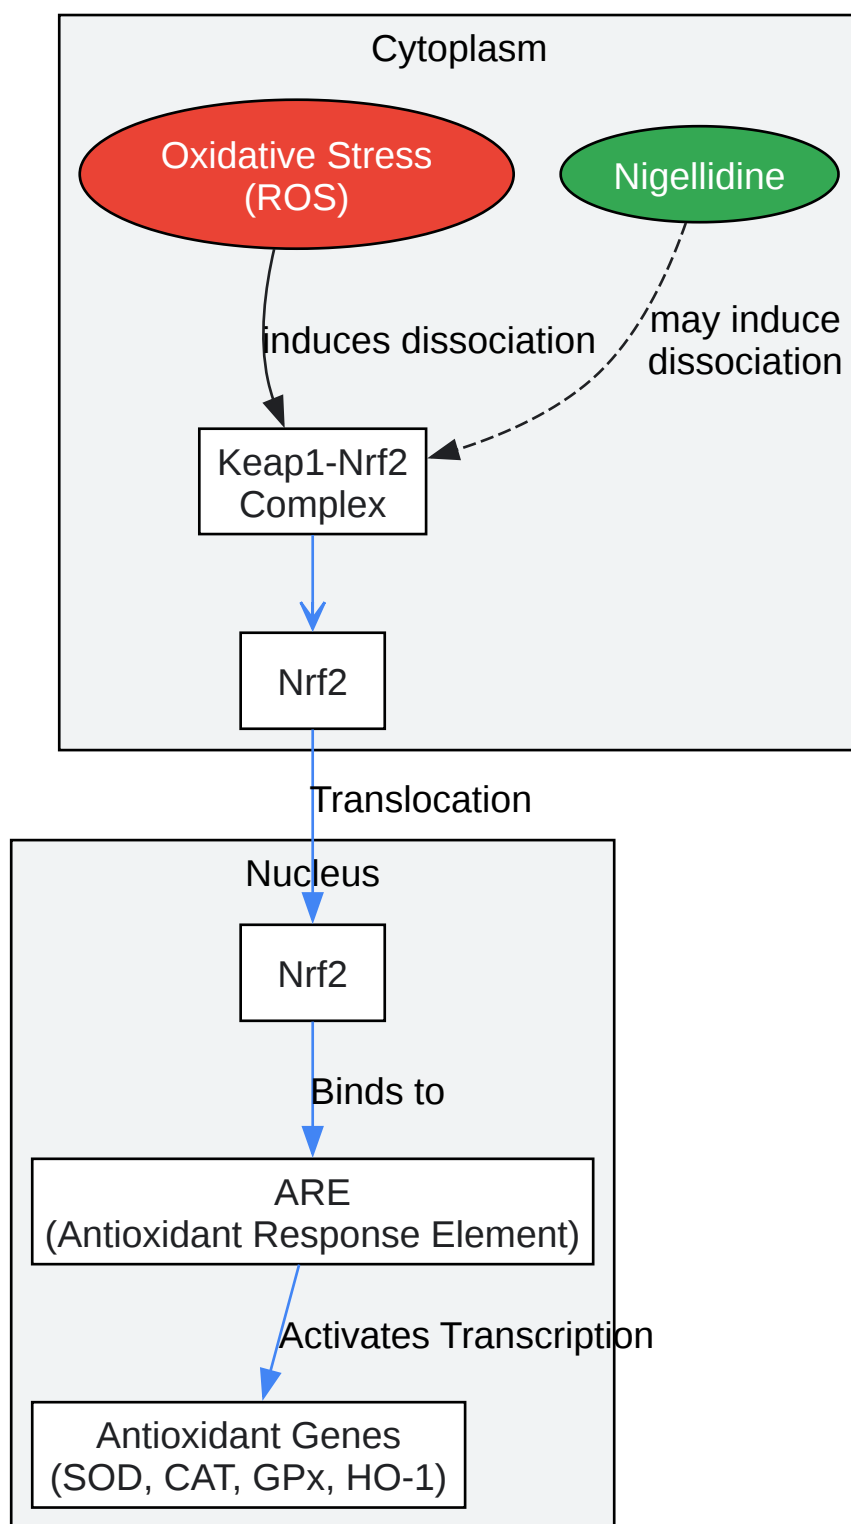 Cytoplasm
Oxidative Stress
(ROS)
Nigellidine
induces dissociation
may induce
dissociation
Keap1-Nrf2
Complex
Nrf2
Translocation
Nucleus
Nrf2
Binds to
ARE
(Antioxidant Response Element)
Activates Transcription
Antioxidant Genes
(SOD, CAT, GPx, HO-1)